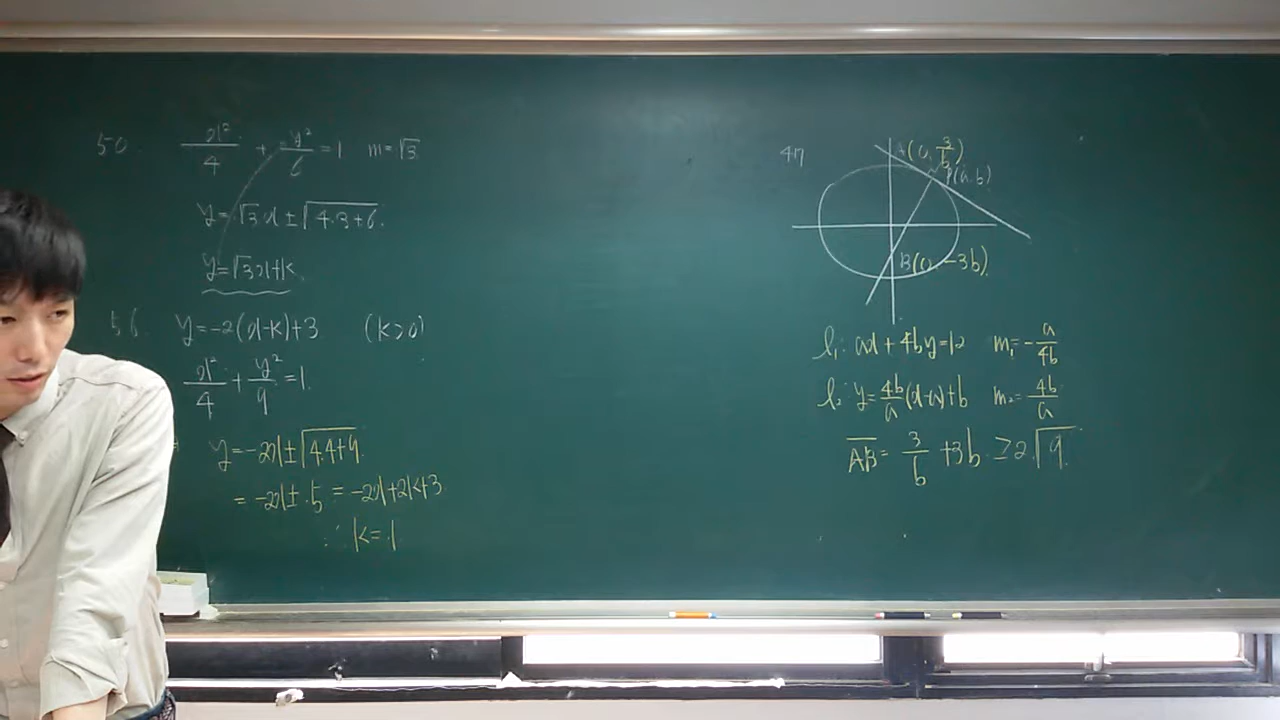 50. x²/4 + y²/6 = 1 m=√3
y=√3x±√(4·3+6)
y=√3x+k
56. y=-2(x-k)+3 (k>0)
x²/4 + y²/9 = 1
y=-2x±√(4·4+9)
= -2x±5 = -2x+2k+3
∴ k=1
47
A(0, 3/b)
P(a, b)
B(0, -3b)
l₁: ax+4by=12 m₁=-a/4b
l₂: y=4b/a(x-a)+b m₂=4b/a
AB= 3/b +3b ≥2√9